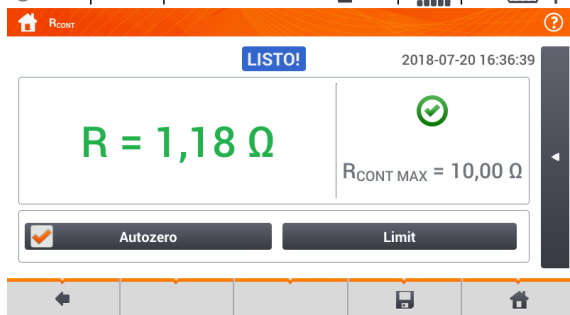 RCONT
LISTO!
2018-07-20 16:36:39
R = 1,18 Ω
RCONT MAX = 10,00 Ω
Autozero
Limit